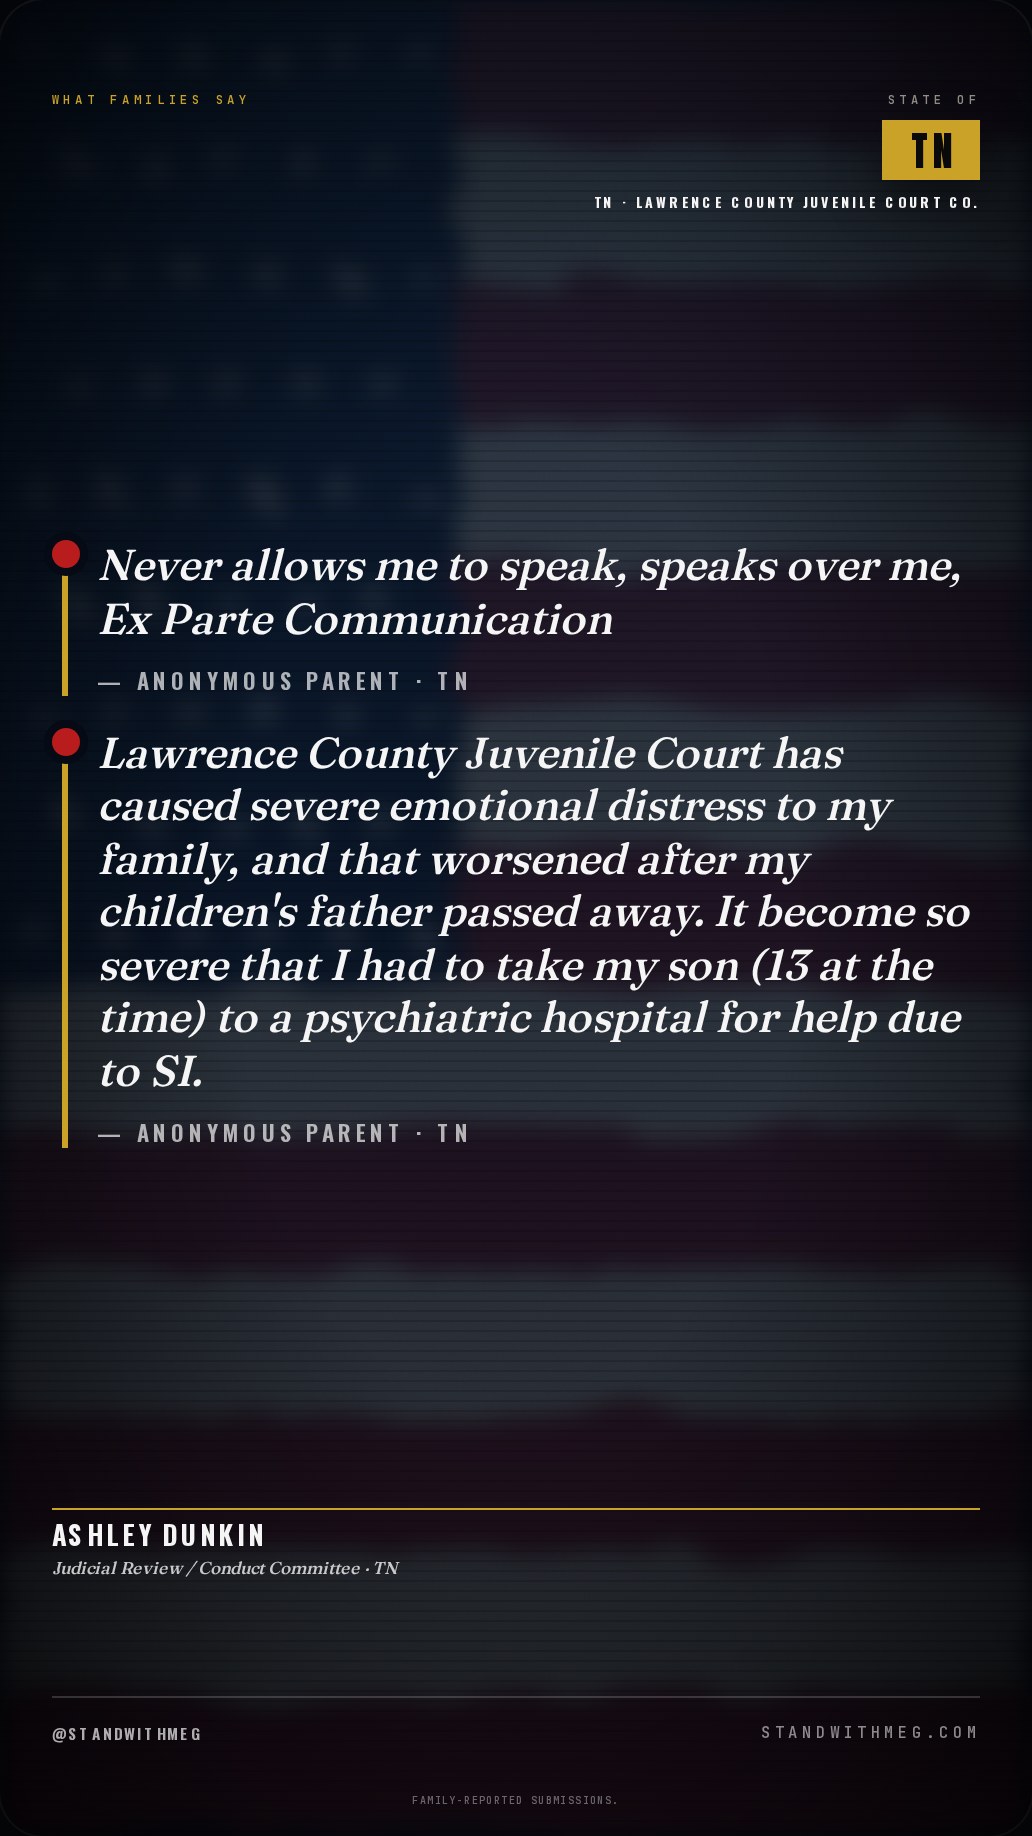 WHAT FAMILIES SAY
STATE OF
TN
TN · LAWRENCE COUNTY JUVENILE COURT CO.
Never allows me to speak, speaks over me,
Ex Parte Communication
— ANONYMOUS PARENT · TN
Lawrence County Juvenile Court has
caused severe emotional distress to my
family, and that worsened after my
children's father passed away. It become so
severe that I had to take my son (13 at the
time) to a psychiatric hospital for help due
to SI.
— ANONYMOUS PARENT · TN
ASHLEY DUNKIN
Judicial Review / Conduct Committee · TN
@STANDWITHMEG
STANDWITHMEG.COM
FAMILY-REPORTED SUBMISSIONS.